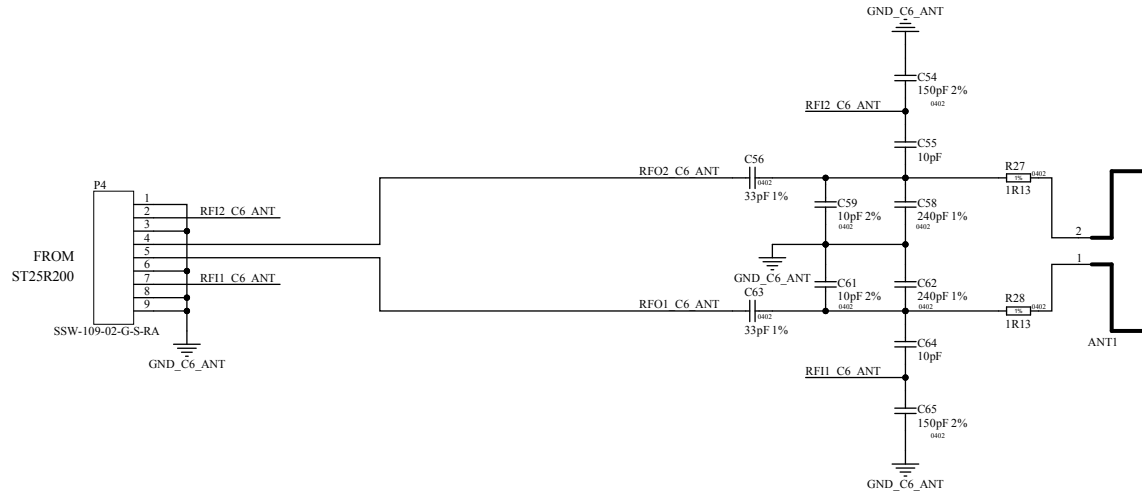 GND_C6_ANT
C54
150pF 2%
0402
RFI2_C6_ANT
C55
10pF
C56
0402
33pF 1%
RFO2_C6_ANT
R27
0402
1%
1R13
C59
10pF 2%
0402
C58
240pF 1%
0402
P4
1
2
3
4
5
6
7
8
9
RFI2_C6_ANT
RFI1_C6_ANT
FROM
ST25R200
SSW-109-02-G-S-RA
GND_C6_ANT
2
1
GND_C6_ANT
C61
10pF 2%
0402
C62
240pF 1%
0402
C63
0402
33pF 1%
RFO1_C6_ANT
R28
0402
1%
1R13
ANT1
C64
10pF
RFI1_C6_ANT
C65
150pF 2%
0402
GND_C6_ANT